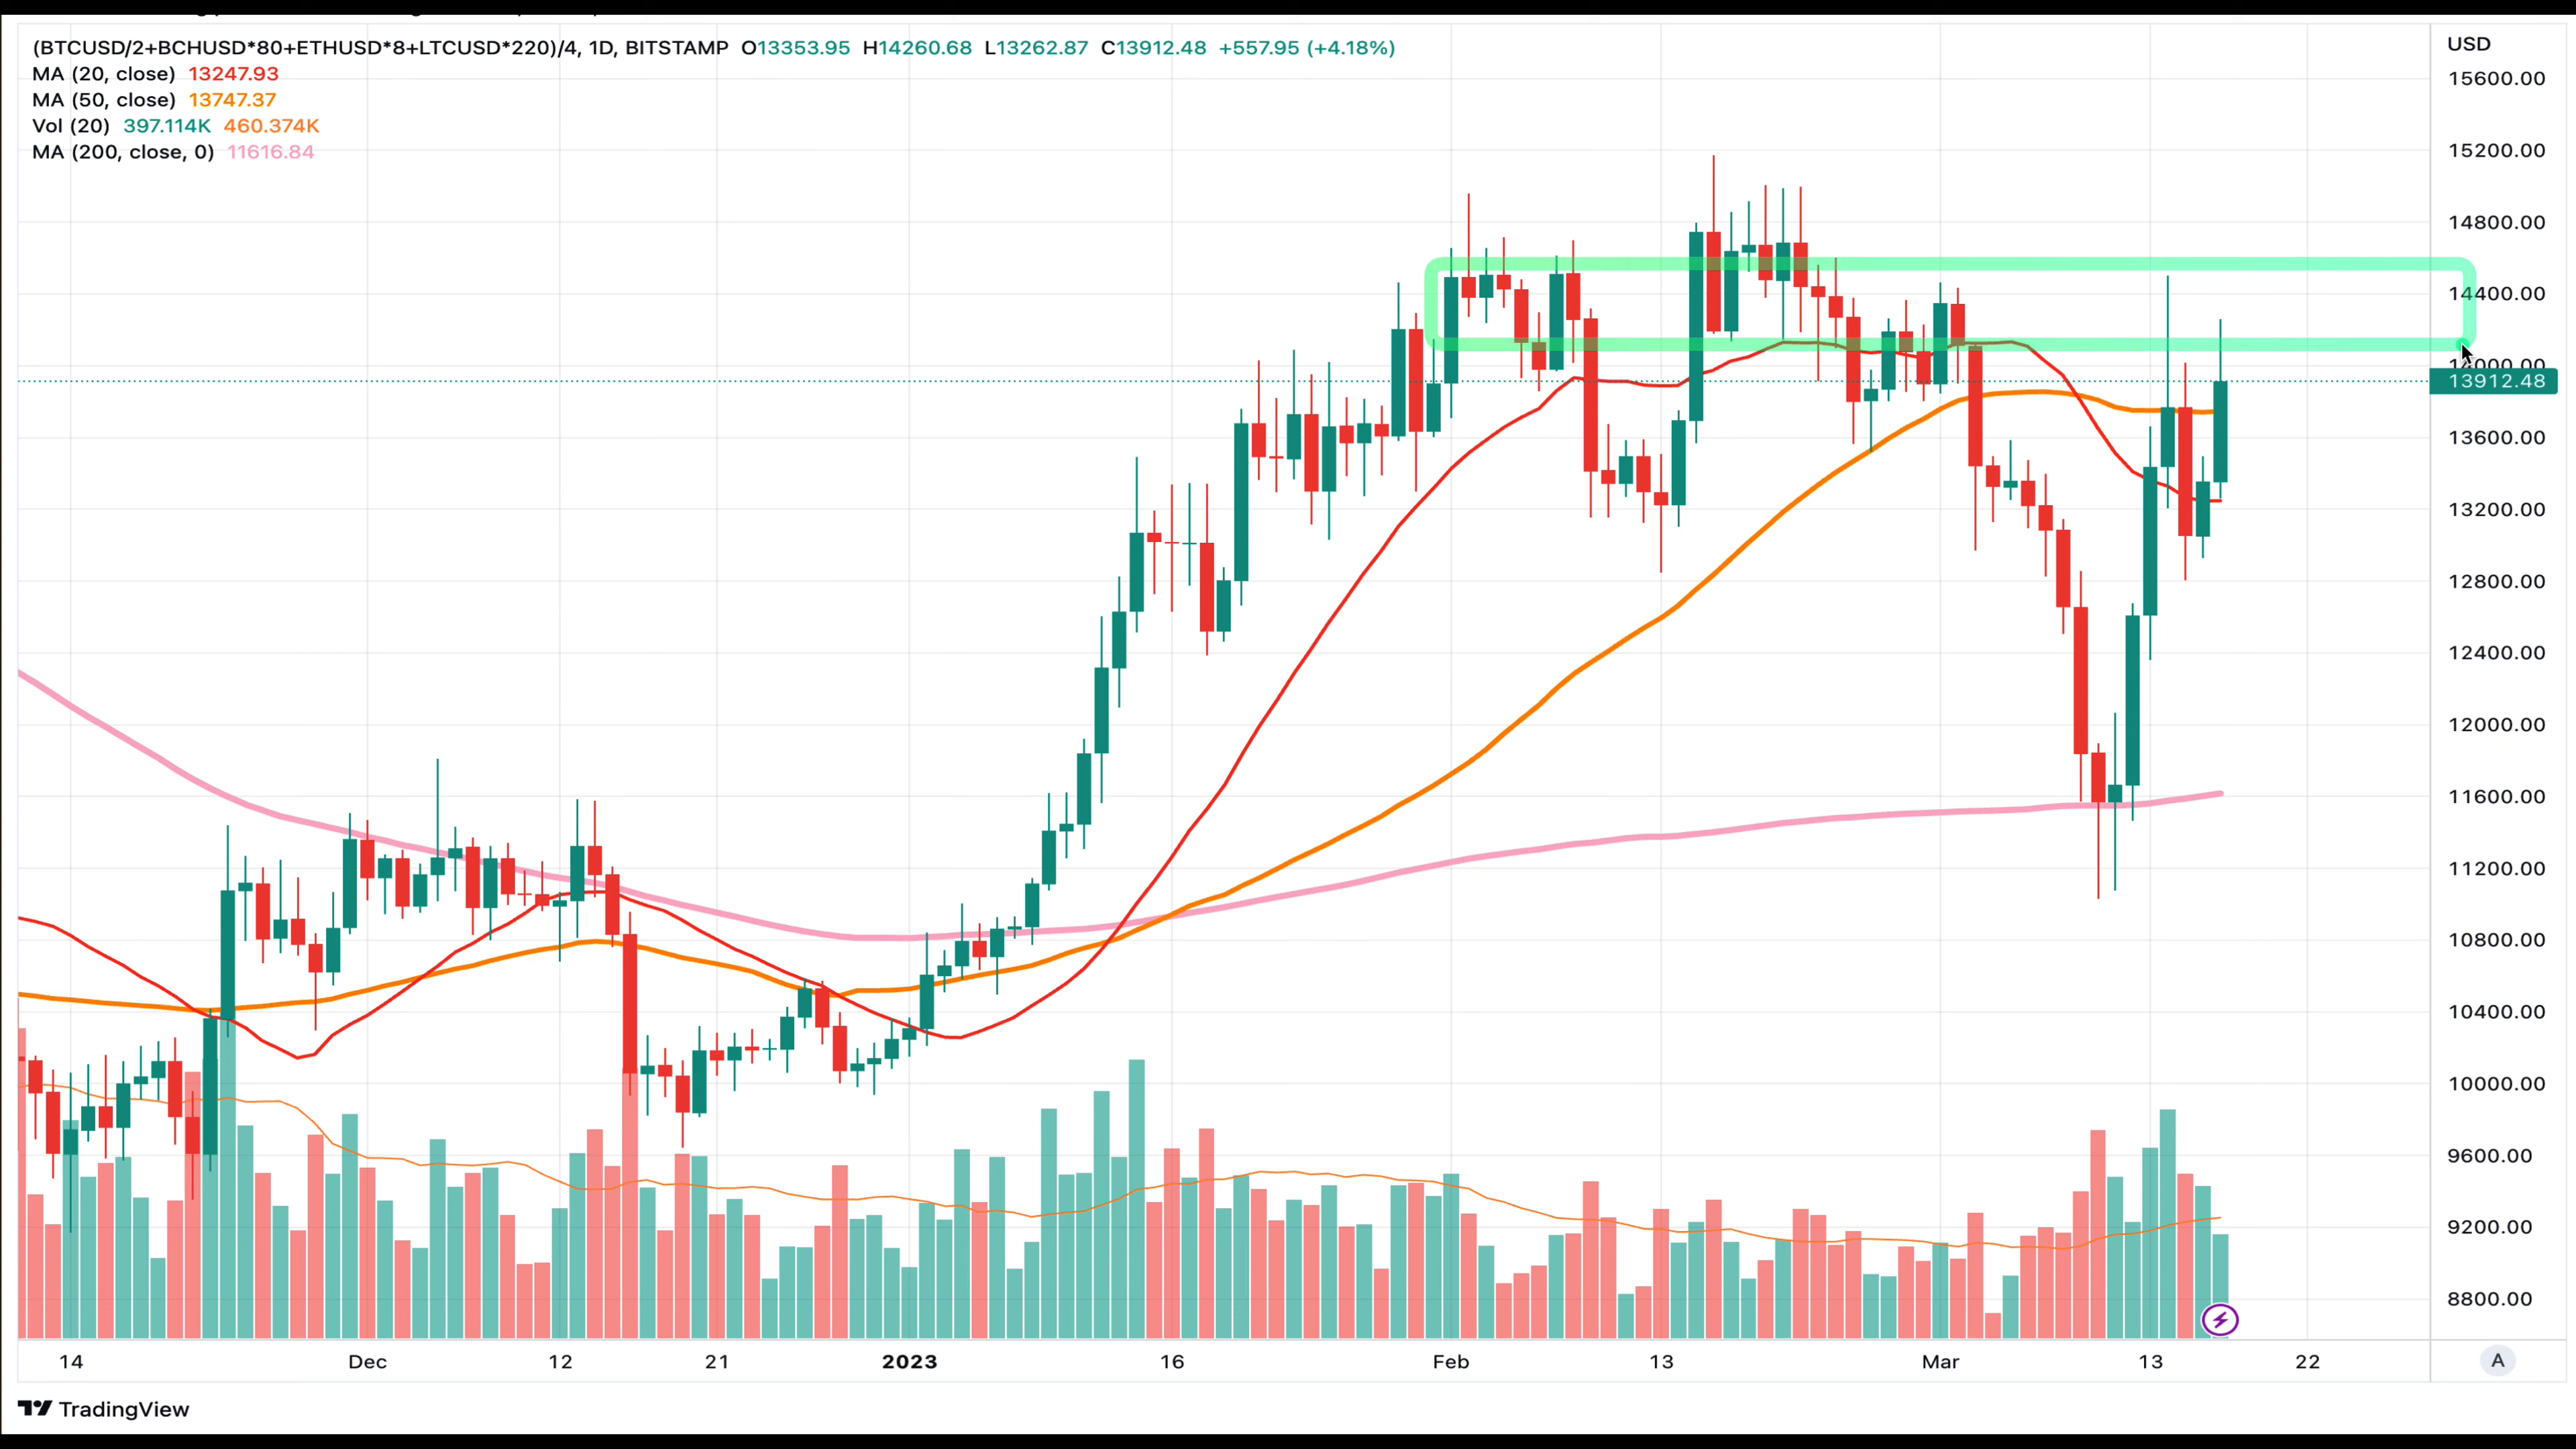 (BTCUSD/2+BCHUSD*80+ETHUSD*8+LTCUSD*220)/4, 1D, BITSTAMP O13353.95 H14260.68 L13262.87 C13912.48 +557.95 (+4.18%)
MA (20, close) 13247.93
MA (50, close) 13747.37
Vol (20) 397.114K 460.374K
MA (200, close, 0) 11616.84
USD
15600.00
15200.00
14800.00
14400.00
14000.00
13912.48
13600.00
13200.00
12800.00
12400.00
12000.00
11600.00
11200.00
10800.00
10400.00
10000.00
9600.00
9200.00
8800.00
14 Dec 12 21 2023 16 Feb 13 Mar 13 22 A
TradingView